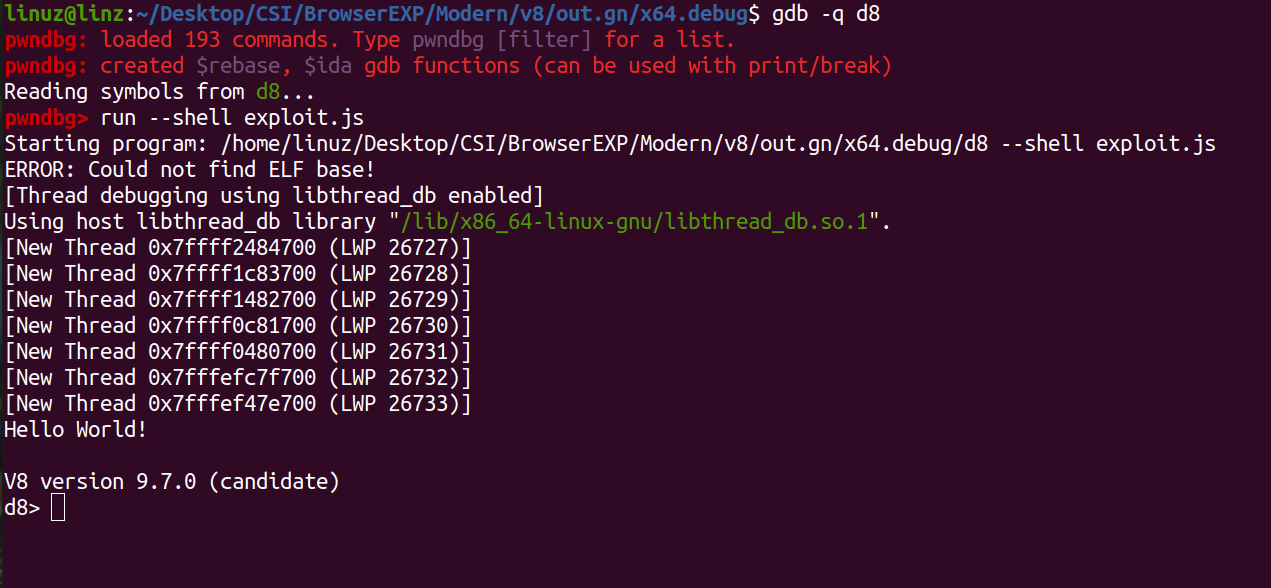 linuz@linz:~/Desktop/CSI/BrowserEXP/Modern/v8/out.gn/x64.debug$ gdb -q d8
pwndbg: loaded 193 commands. Type pwndbg [filter] for a list.
pwndbg: created $rebase, $ida gdb functions (can be used with print/break)
Reading symbols from d8...
pwndbg> run --shell exploit.js
Starting program: /home/linuz/Desktop/CSI/BrowserEXP/Modern/v8/out.gn/x64.debug/d8 --shell exploit.js
ERROR: Could not find ELF base!
[Thread debugging using libthread_db enabled]
Using host libthread_db library "/lib/x86_64-linux-gnu/libthread_db.so.1".
[New Thread 0x7ffff2484700 (LWP 26727)]
[New Thread 0x7ffff1c83700 (LWP 26728)]
[New Thread 0x7ffff1482700 (LWP 26729)]
[New Thread 0x7ffff0c81700 (LWP 26730)]
[New Thread 0x7ffff0480700 (LWP 26731)]
[New Thread 0x7fffefc7f700 (LWP 26732)]
[New Thread 0x7fffef47e700 (LWP 26733)]
Hello World!
V8 version 9.7.0 (candidate)
d8>